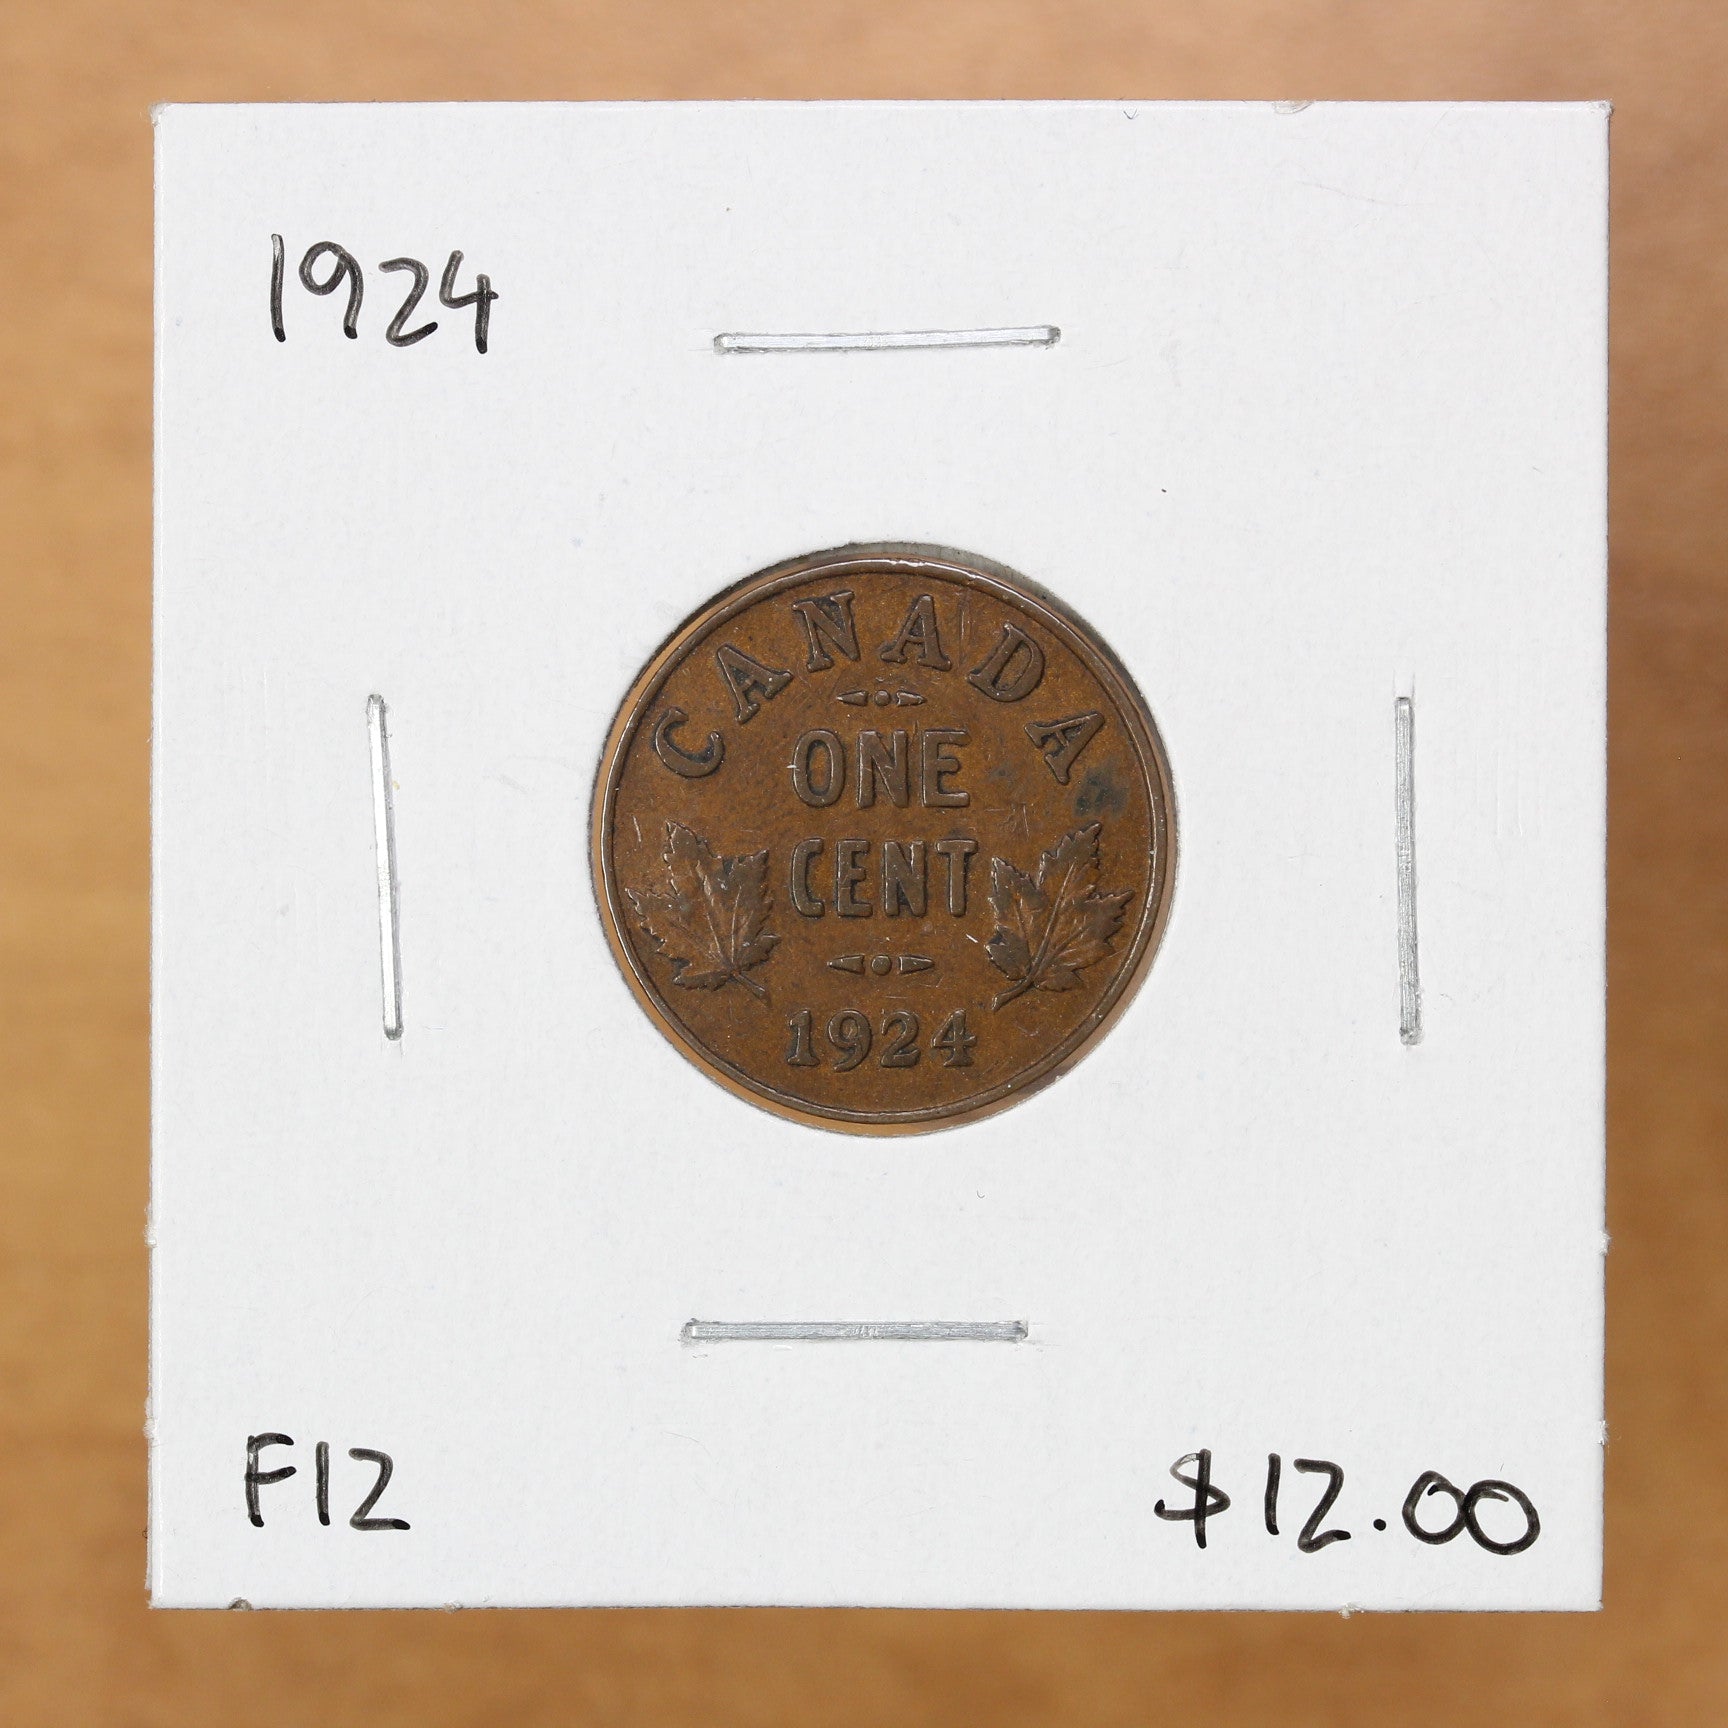 1924
CANADA
ONE
CENT
1924
F12
$12.00